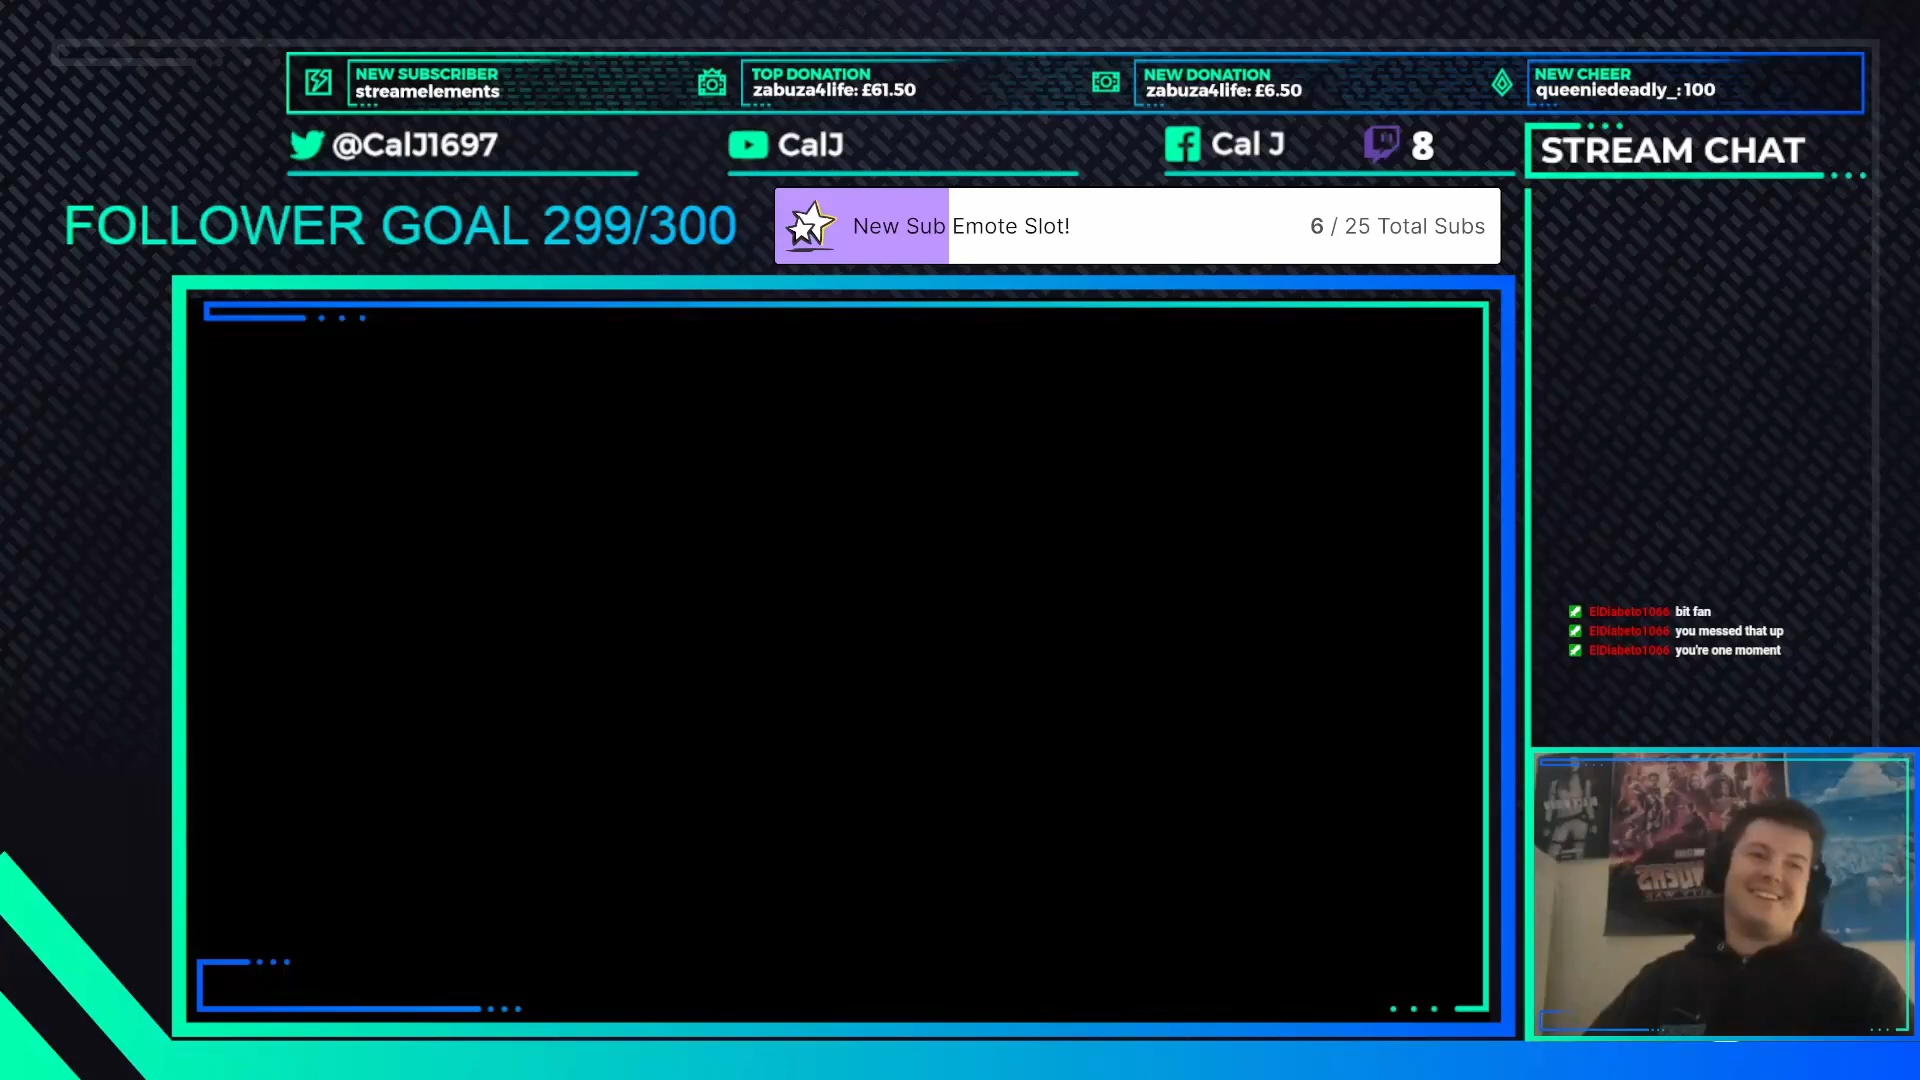 NEW SUBSCRIBER
streamelements
TOP DONATION
zabuza4life: £61.50
NEW DONATION
zabuza4life: £6.50
NEW CHEER
queeniedeadly_: 100
@CalJ1697
CalJ
Cal J
8
STREAM CHAT
FOLLOWER GOAL 299/300
New Sub Emote Slot!
6 / 25 Total Subs
ElDiabeto1066 bit fan
ElDiabeto1066 you messed that up
ElDiabeto1066 you're one moment